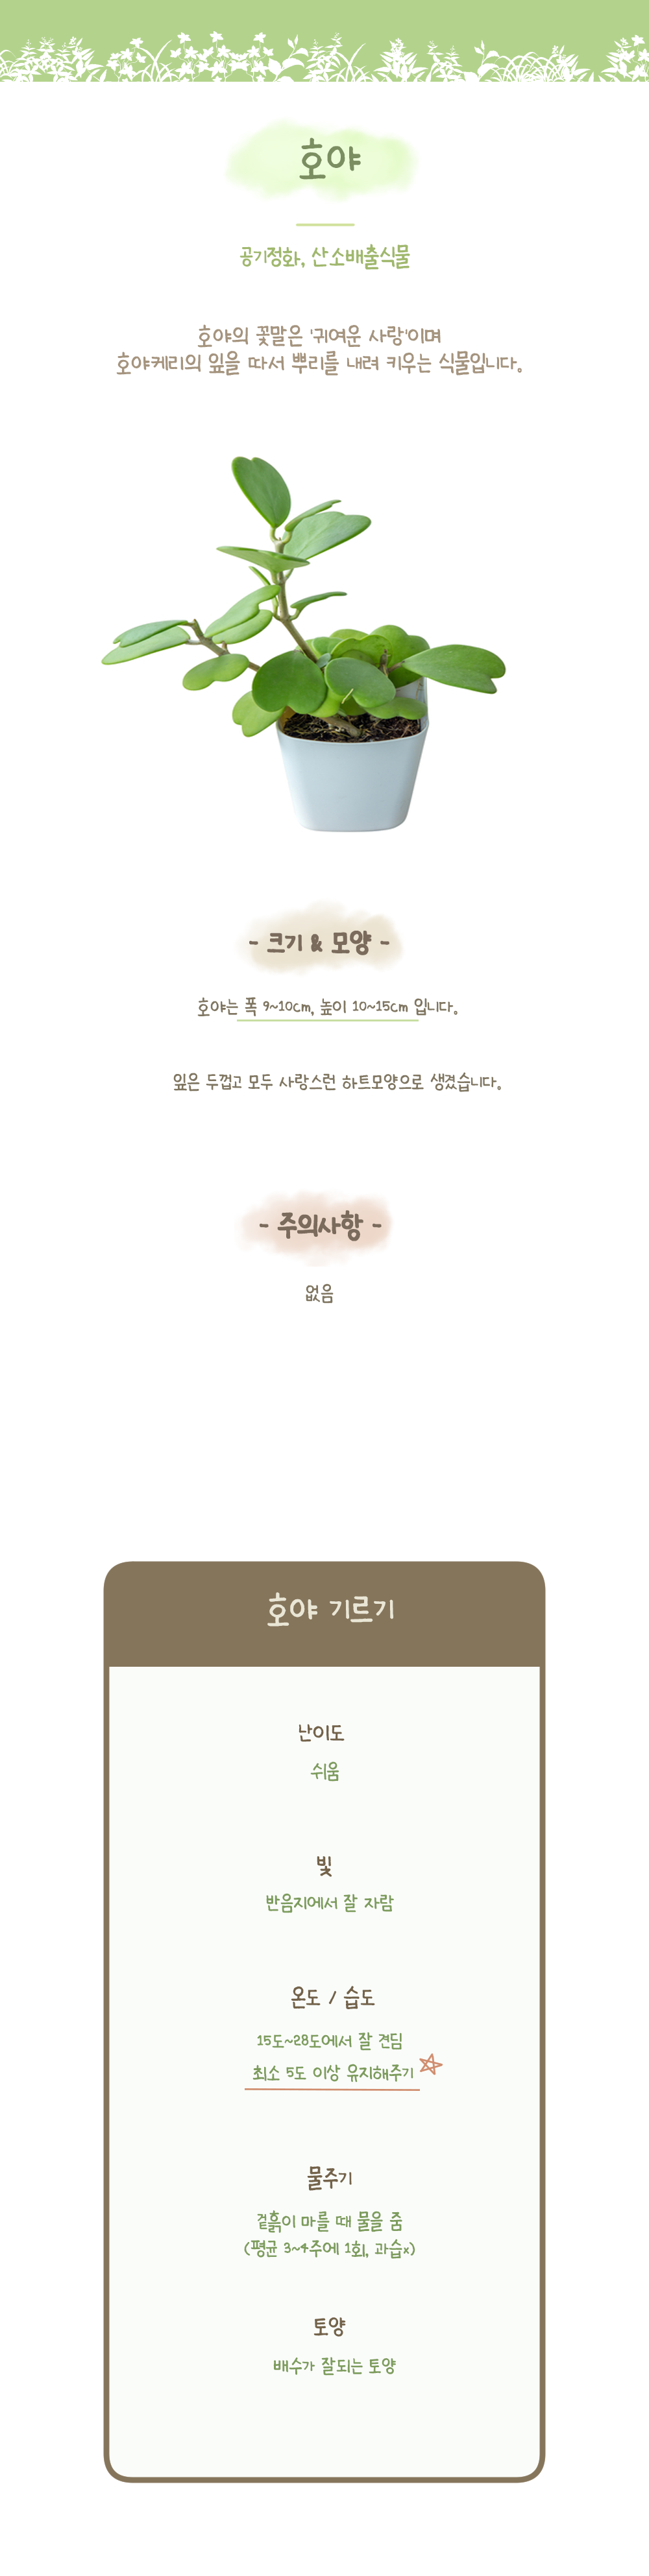 호야
공기정화, 산소배출식물
호야의 꽃말은 '귀여운 사랑'이며
호야케리의 잎을 따서 뿌리를 내려 키우는 식물입니다.
- 크기 & 모양 -
호야는 폭 9~10cm, 높이 10~15cm 입니다.
잎은 두껍고 모두 사랑스런 하트모양으로 생겼습니다.
- 주의사항 -
없음
호야 기르기
난이도
쉬움
빛
반음지에서 잘 자람
온도 / 습도
15도~28도에서 잘 견딤
최소 5도 이상 유지해주기
물주기
겉흙이 마를 때 물을 줌
(평균 3~4주에 1회, 과습x)
토양
배수가 잘되는 토양